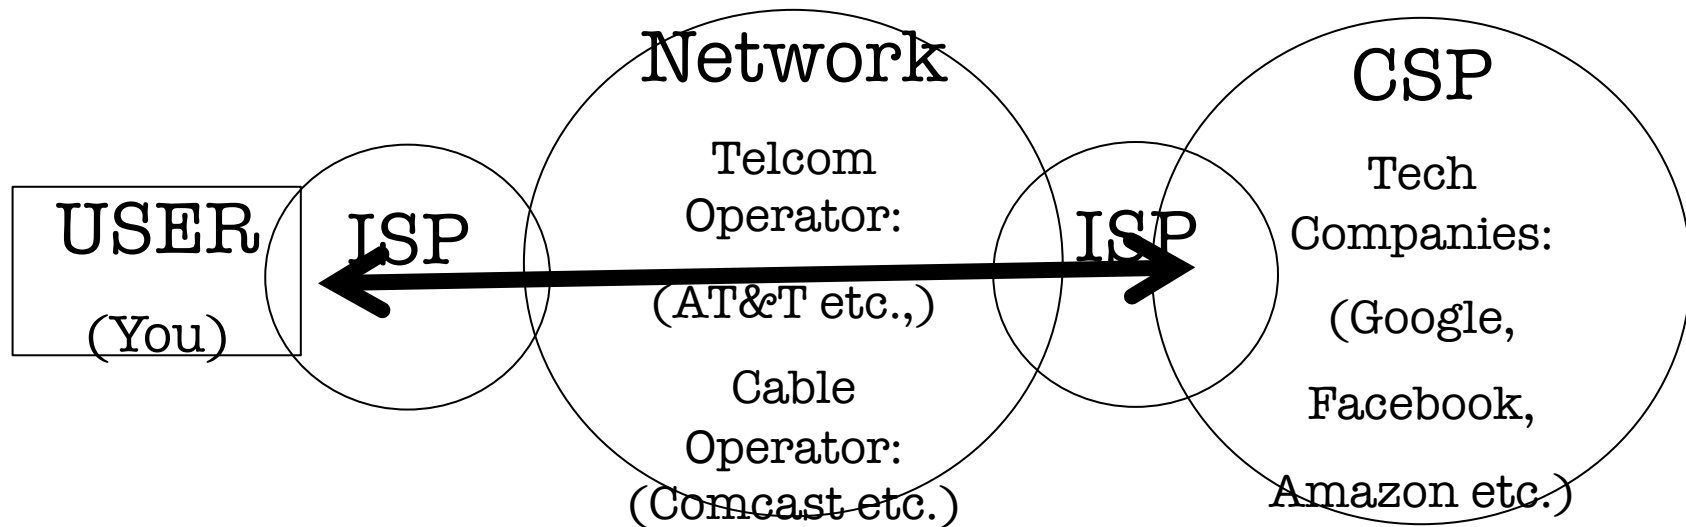 USER
(You)
ISP
Network
Telcom
Operator:
(AT&T etc.,)
Cable
Operator:
(Comcast etc.)
ISP
CSP
Tech
Companies:
(Google,
Facebook,
Amazon etc.)